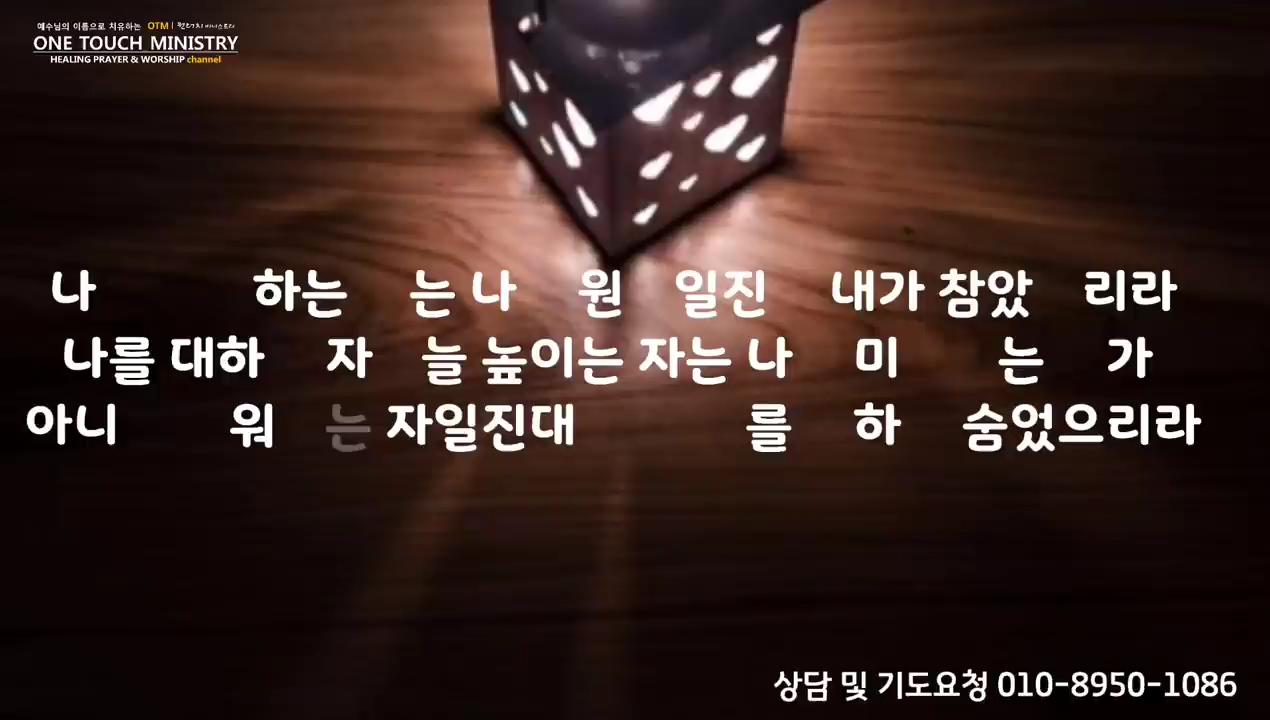 예수님의 이름으로 치유하는 OTM | 원터치 미니스트리
ONE TOUCH MINISTRY
HEALING PRAYER & WORSHIP channel
나 하는 는 나 원 일진 내가 참았 리라
나를 대하 자 늘 높이는 자는 나 미 는 가
아니 워 는 자일진대 를 하 숨었으리라
상담 및 기도요청 010-8950-1086